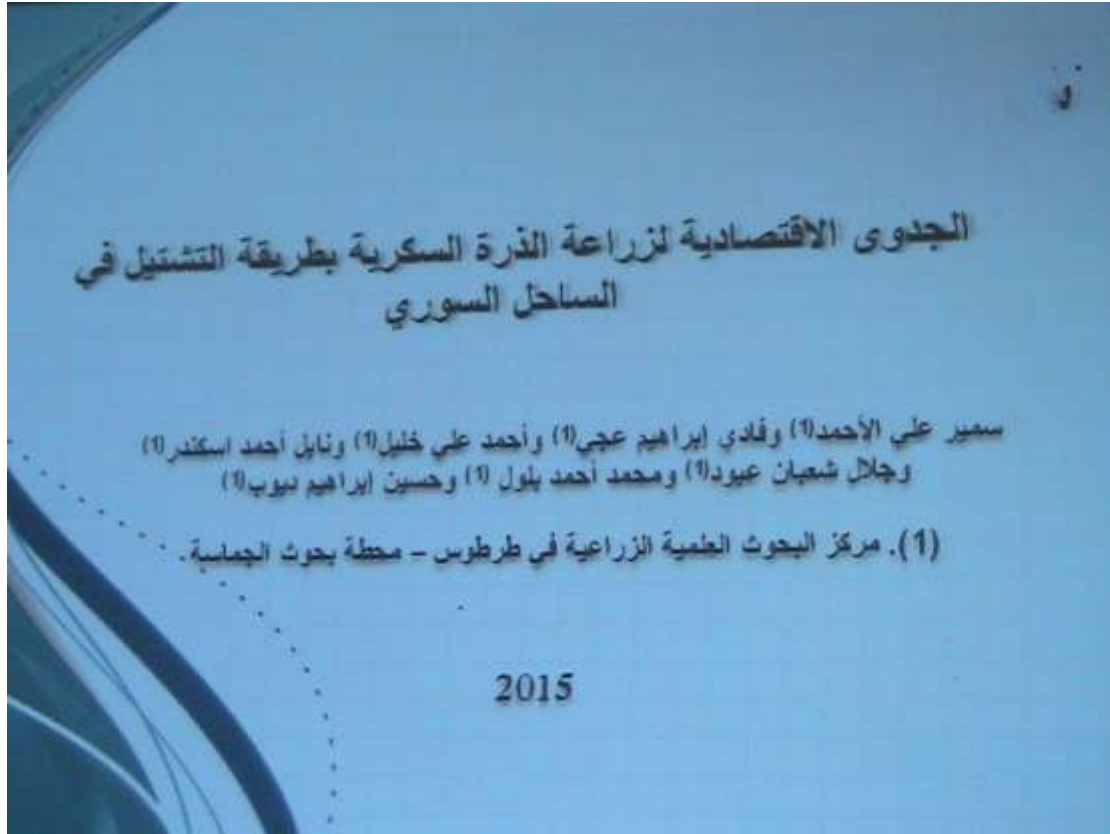 الجدوى الاقتصادية لزراعة الذرة السكرية بطريقة التشتيل في
الساحل السوري
سمير علي الأحمد(1) وفادي إبراهيم عجي(1) وأحمد علي خليل(1) ونايل أحمد اسكندر(1)
وجلال شعبان عبود(1) ومحمد أحمد بلول (1) وحسين إبراهيم ديوب(1)
(1). مركز البحوث العلمية الزراعية في طرطوس – محطة بحوث الجماسة.
2015